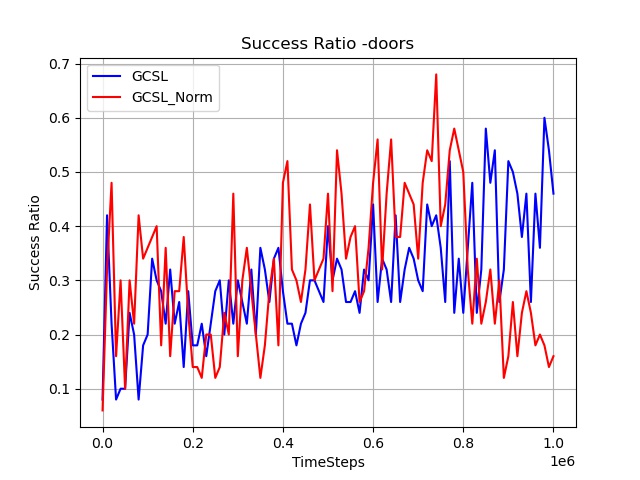 Success Ratio -doors
GCSL
GCSL_Norm
Success Ratio
0.7
0.6
0.5
0.4
0.3
0.2
0.1
0.0
0.2
0.4
0.6
0.8
1.0
1e6
TimeSteps